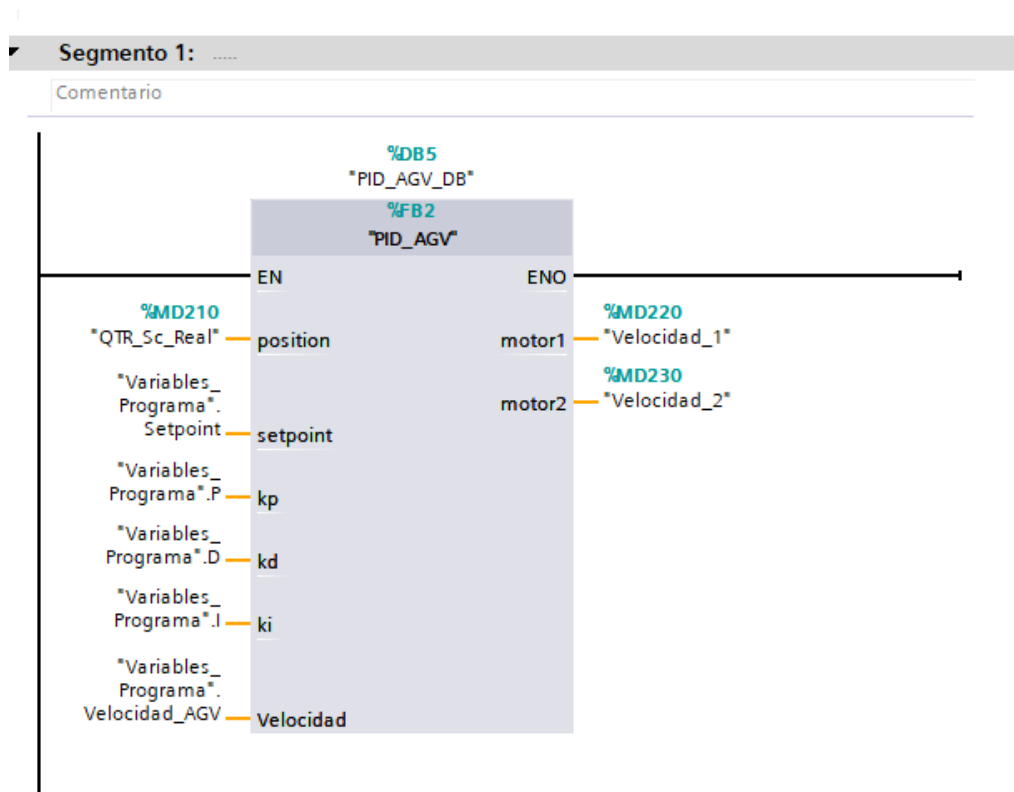 Segmento 1: .....
Comentario
%DB5
"PID_AGV_DB"
%FB2
"PID_AGV"
EN
ENO
%MD210
"QTR_Sc_Real"
position
motor1
%MD220
"Velocidad_1"
"Variables_
Programa".
Setpoint
setpoint
motor2
%MD230
"Velocidad_2"
"Variables_
Programa".P
kp
"Variables_
Programa".D
kd
"Variables_
Programa".I
ki
"Variables_
Programa".
Velocidad_AGV
Velocidad